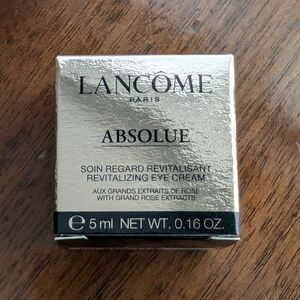 LANCÔME
PARIS
ABSOLUE
SOIN REGARD REVITALISANT
REVITALIZING EYE CREAM
AUX GRANDS EXTRAITS DE ROSE
WITH GRAND ROSE EXTRACTS
℮ 5 ml NET WT. 0.16 OZ.